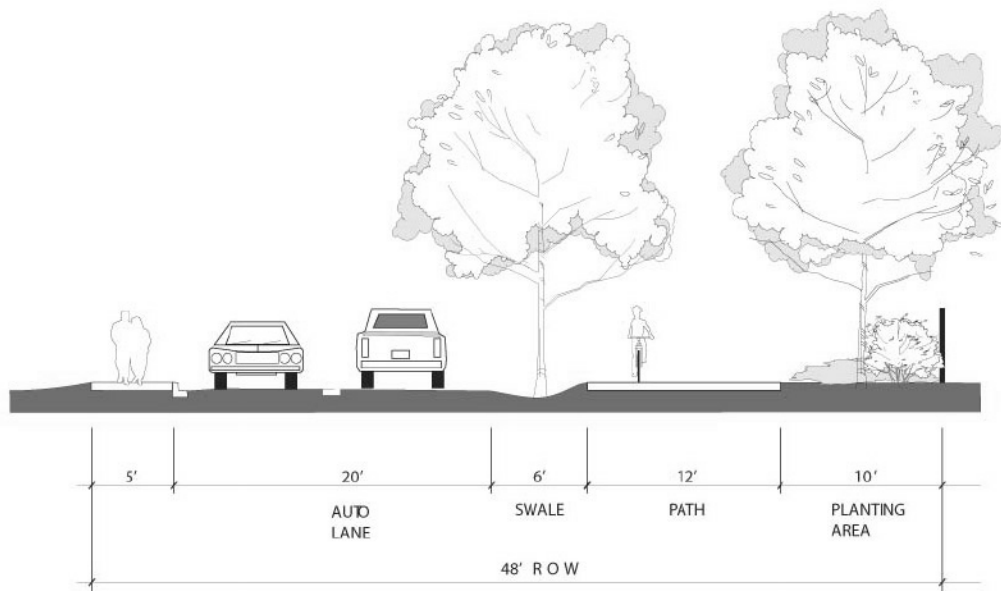 5'
20'
6'
12'
10'
AUTO
LANE
SWALE
PATH
PLANTING
AREA
48' ROW